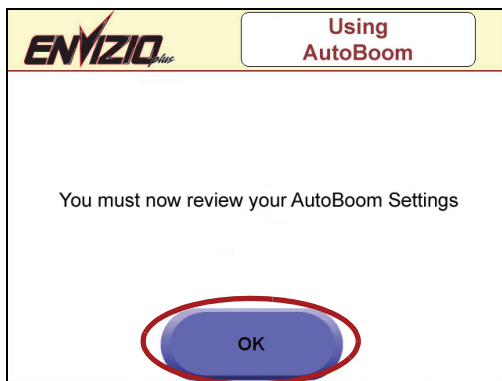 ENVIZIO plus
Using
AutoBoom
You must now review your AutoBoom Settings
OK